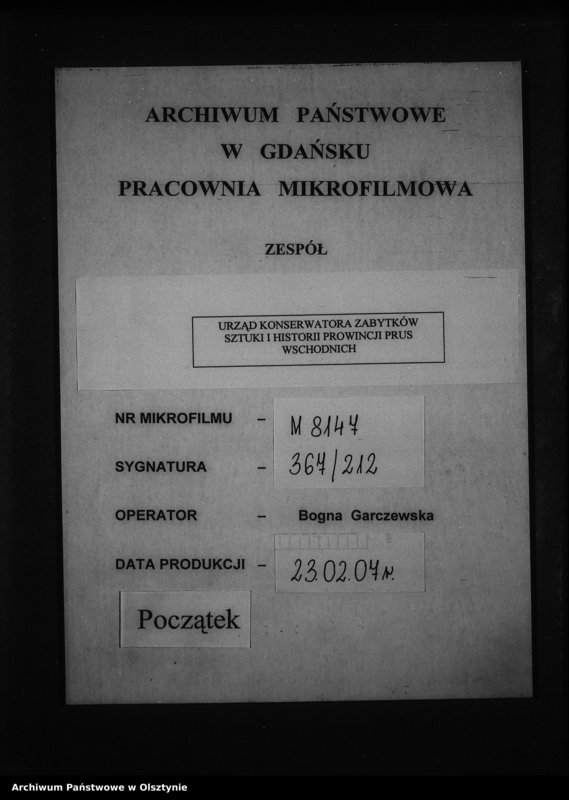 ARCHIWUM PAŃSTWOWE
W GDAŃSKU
PRACOWNIA MIKROFILMOWA
ZESPÓŁ
URZĄD KONSERWATORA ZABYTKÓW
SZTUKI I HISTORII PROWINCJI PRUS
WSCHODNICH
NR MIKROFILMU – M 8147
SYGNATURA – 367/212
OPERATOR – Bogna Garczewska
DATA PRODUKCJI – 23.02.07r.
Początek
Archiwum Państwowe w Olsztynie